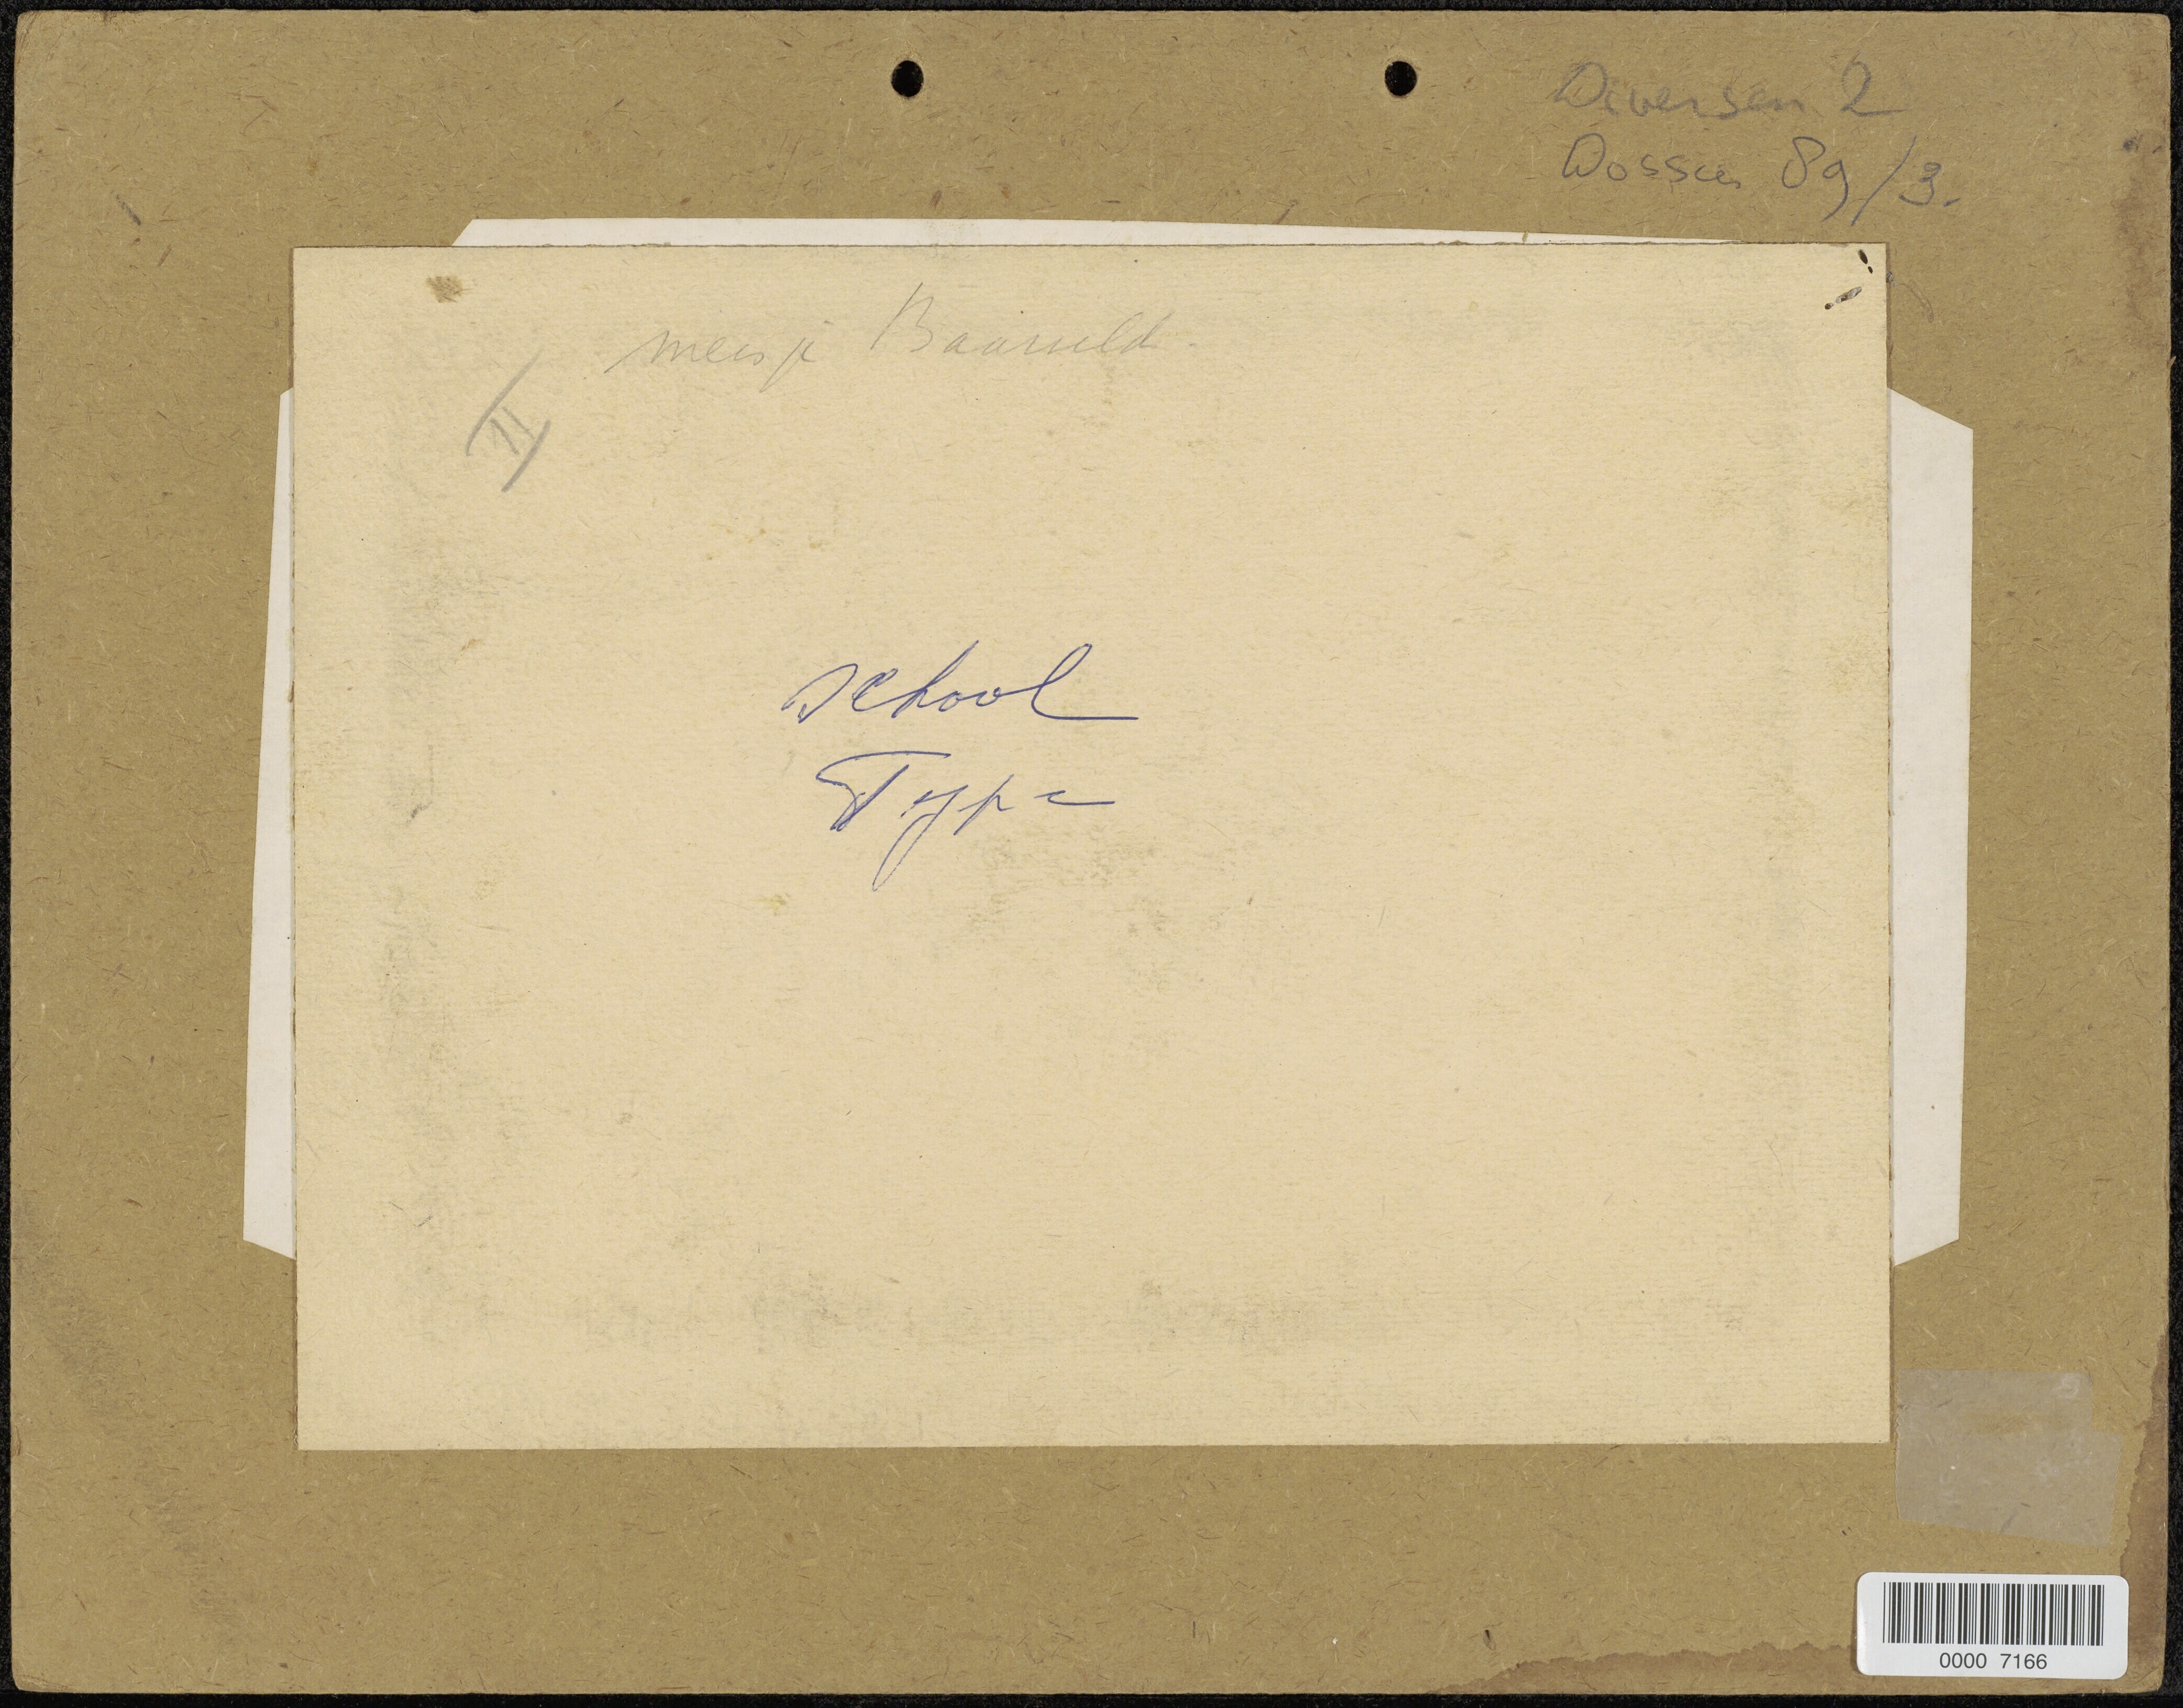 Diversen 2
Dossier 89/3.
meisje Baarveld.
II
school
Type
0000 7166